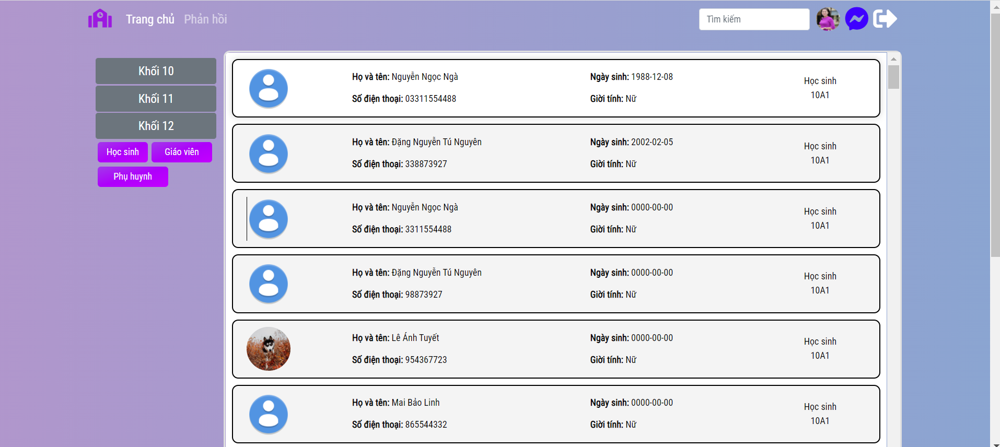 Trang chủ Phản hồi
Tìm kiếm
Khối 10
Khối 11
Khối 12
Học sinh Giáo viên
Phụ huynh
Họ và tên: Nguyễn Ngọc Ngà Ngày sinh: 1988-12-08
Số điện thoại: 03311554488 Giời tính: Nữ
Học sinh
10A1
Họ và tên: Đặng Nguyễn Tú Nguyên Ngày sinh: 2002-02-05
Số điện thoại: 338873927 Giời tính: Nữ
Học sinh
10A1
Họ và tên: Nguyễn Ngọc Ngà Ngày sinh: 0000-00-00
Số điện thoại: 3311554488 Giời tính: Nữ
Học sinh
10A1
Họ và tên: Đặng Nguyễn Tú Nguyên Ngày sinh: 0000-00-00
Số điện thoại: 98873927 Giời tính: Nữ
Học sinh
10A1
Họ và tên: Lê Ánh Tuyết Ngày sinh: 0000-00-00
Số điện thoại: 954367723 Giời tính: Nữ
Học sinh
10A1
Họ và tên: Mai Bảo Linh Ngày sinh: 0000-00-00
Số điện thoại: 865544332 Giời tính: Nữ
Học sinh
10A1